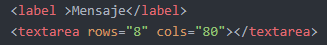 <label >Mensaje</label>
<textarea rows="8" cols="80"></textarea>